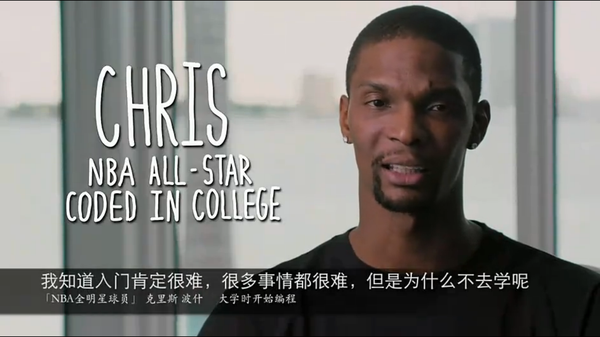 CHRIS
NBA ALL-STAR
CODED IN COLLEGE
我知道入门肯定很难，很多事情都很难，但是为什么不去学呢
「NBA全明星球员」 克里斯 波什 大学时开始编程